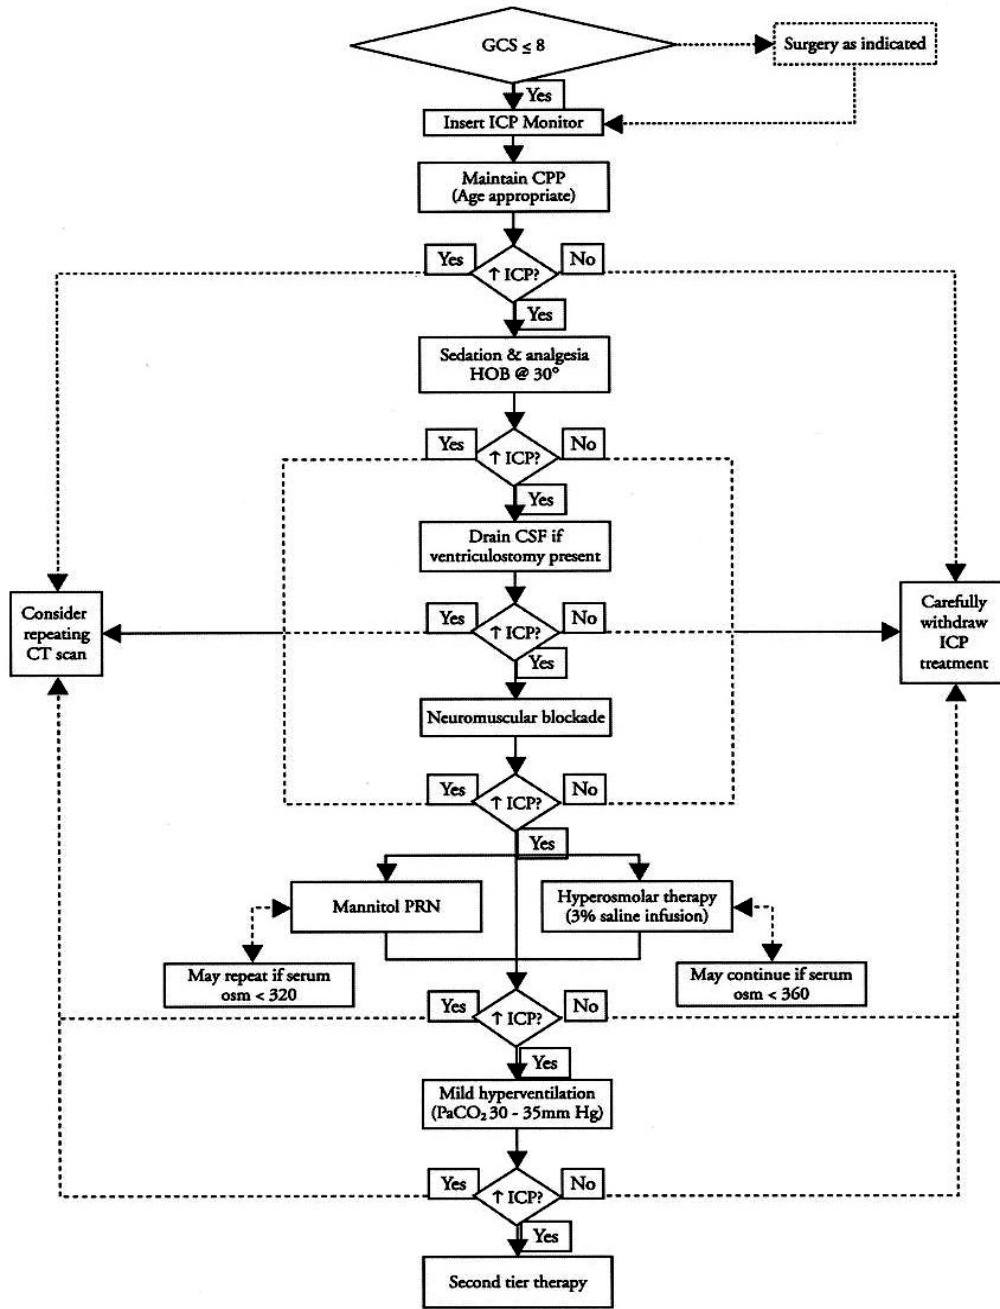 GCS ≤ 8
Surgery as indicated
Yes
Insert ICP Monitor
Maintain CPP
(Age appropriate)
Yes
↑ ICP?
No
Yes
Sedation & analgesia
HOB @ 30°
Yes
↑ ICP?
No
Yes
Drain CSF if
ventriculostomy present
Consider
repeating
CT scan
Yes
↑ ICP?
No
Carefully
withdraw
ICP
treatment
Yes
Neuromuscular blockade
Yes
↑ ICP?
No
Yes
Mannitol PRN
Hyperosmolar therapy
(3% saline infusion)
May repeat if serum
osm < 320
May continue if serum
osm < 360
Yes
↑ ICP?
No
Yes
Mild hyperventilation
(PaCO₂ 30 - 35mm Hg)
Yes
↑ ICP?
No
Yes
Second tier therapy